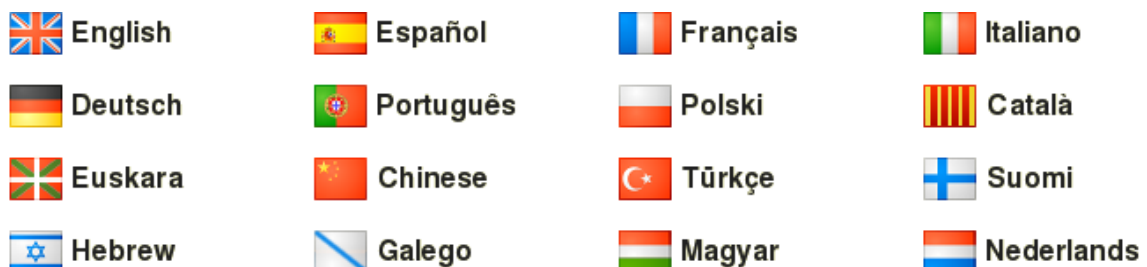 English Español Français Italiano
Deutsch Português Polski Català
Euskara Chinese Türkçe Suomi
Hebrew Galego Magyar Nederlands